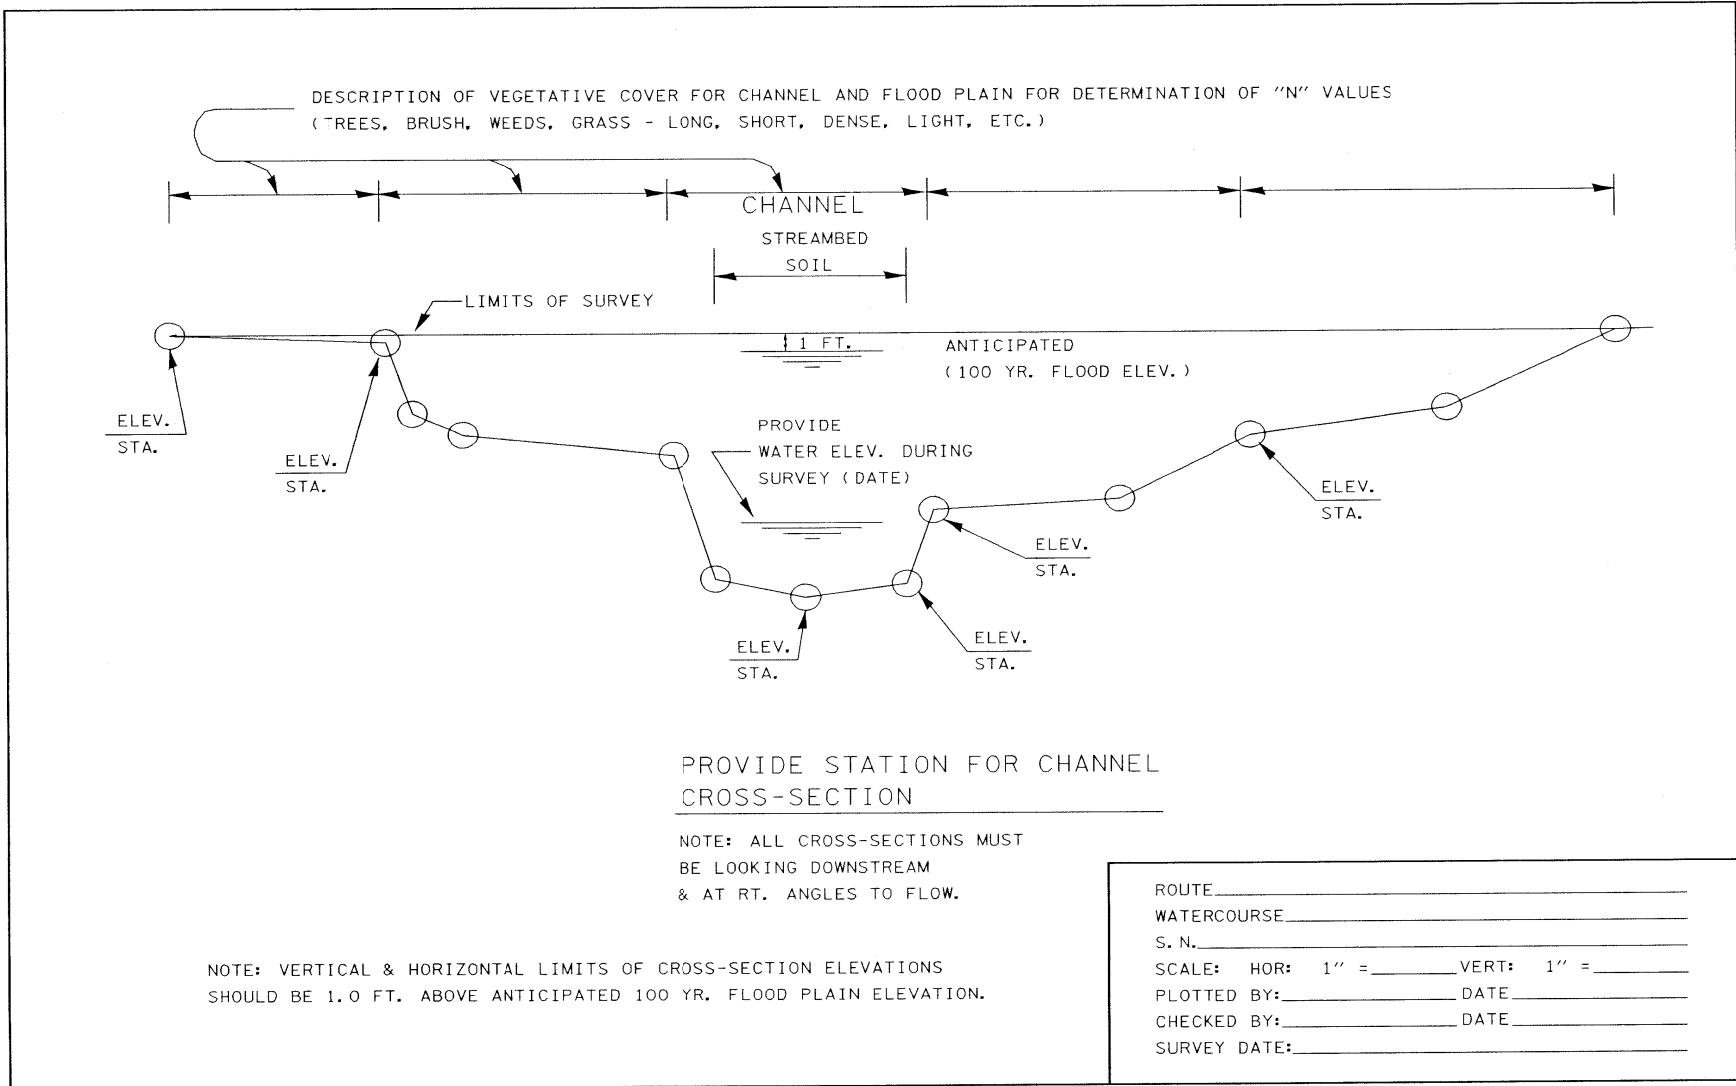 DESCRIPTION OF VEGETATIVE COVER FOR CHANNEL AND FLOOD PLAIN FOR DETERMINATION OF "N" VALUES
(TREES, BRUSH, WEEDS, GRASS - LONG, SHORT, DENSE, LIGHT, ETC.)
CHANNEL
STREAMBED
SOIL
LIMITS OF SURVEY
1 FT.
ANTICIPATED
(100 YR. FLOOD ELEV.)
ELEV.
STA.
ELEV.
STA.
PROVIDE
WATER ELEV. DURING
SURVEY (DATE)
ELEV.
STA.
ELEV.
STA.
ELEV.
STA.
ELEV.
STA.
PROVIDE STATION FOR CHANNEL
CROSS-SECTION
NOTE: ALL CROSS-SECTIONS MUST
BE LOOKING DOWNSTREAM
& AT RT. ANGLES TO FLOW.
NOTE: VERTICAL & HORIZONTAL LIMITS OF CROSS-SECTION ELEVATIONS
SHOULD BE 1.0 FT. ABOVE ANTICIPATED 100 YR. FLOOD PLAIN ELEVATION.
ROUTE
WATERCOURSE
S.N.
SCALE: HOR: 1" = VERT: 1" =
PLOTTED BY: DATE
CHECKED BY: DATE
SURVEY DATE: